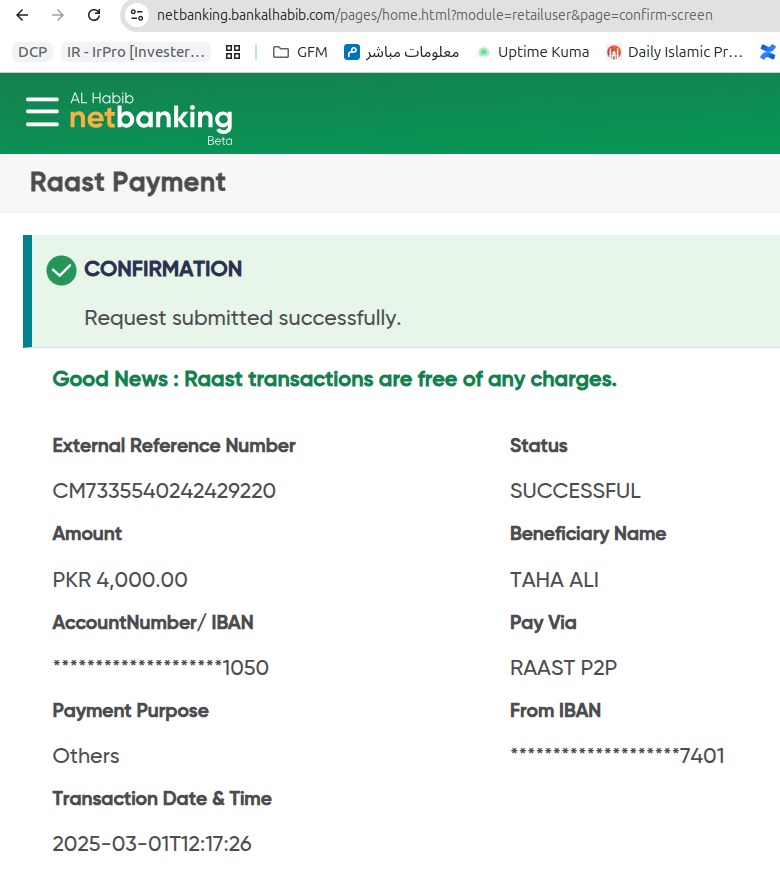 netbanking.bankalhabib.com/pages/home.html?module=retailuser&page=confirm-screen
DCP IR - IrPro [Invester... GFM معلومات مباشر Uptime Kuma Daily Islamic Pr...
AL Habib
netbanking
Beta
Raast Payment
CONFIRMATION
Request submitted successfully.
Good News : Raast transactions are free of any charges.
External Reference Number Status
CM7335540242429220 SUCCESSFUL
Amount Beneficiary Name
PKR 4,000.00 TAHA ALI
AccountNumber/ IBAN Pay Via
********************1050 RAAST P2P
Payment Purpose From IBAN
Others ********************7401
Transaction Date & Time
2025-03-01T12:17:26